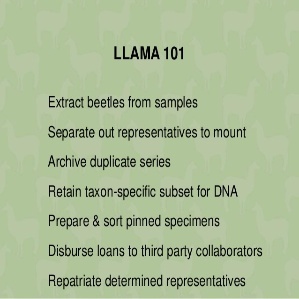 LLAMA 101
Extract beetles from samples
Separate out representatives to mount
Archive duplicate series
Retain taxon-specific subset for DNA
Prepare & sort pinned specimens
Disburse loans to third party collaborators
Repatriate determined representatives